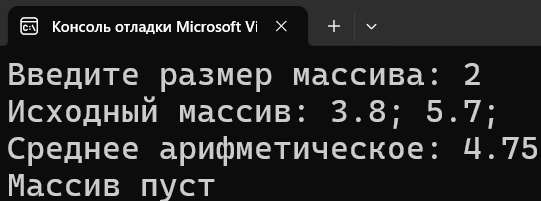 Консоль отладки Microsoft Vi
Введите размер массива: 2
Исходный массив: 3.8; 5.7;
Среднее арифметическое: 4.75
Массив пуст